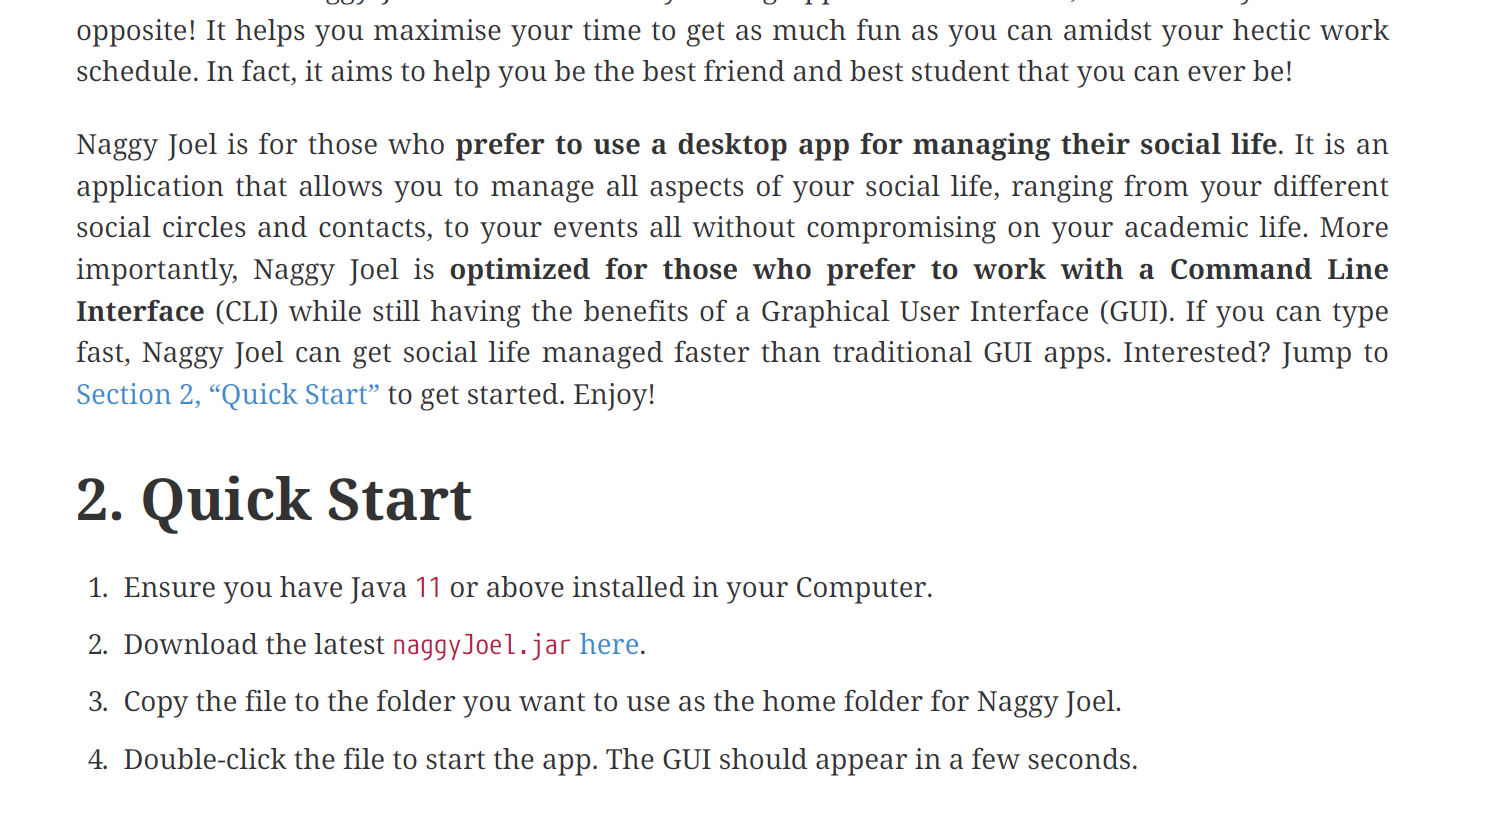 opposite! It helps you maximise your time to get as much fun as you can amidst your hectic work
schedule. In fact, it aims to help you be the best friend and best student that you can ever be!
Naggy Joel is for those who prefer to use a desktop app for managing their social life. It is an
application that allows you to manage all aspects of your social life, ranging from your different
social circles and contacts, to your events all without compromising on your academic life. More
importantly, Naggy Joel is optimized for those who prefer to work with a Command Line
Interface (CLI) while still having the benefits of a Graphical User Interface (GUI). If you can type
fast, Naggy Joel can get social life managed faster than traditional GUI apps. Interested? Jump to
Section 2, “Quick Start” to get started. Enjoy!
2. Quick Start
1. Ensure you have Java 11 or above installed in your Computer.
2. Download the latest naggyJoel.jar here.
3. Copy the file to the folder you want to use as the home folder for Naggy Joel.
4. Double-click the file to start the app. The GUI should appear in a few seconds.